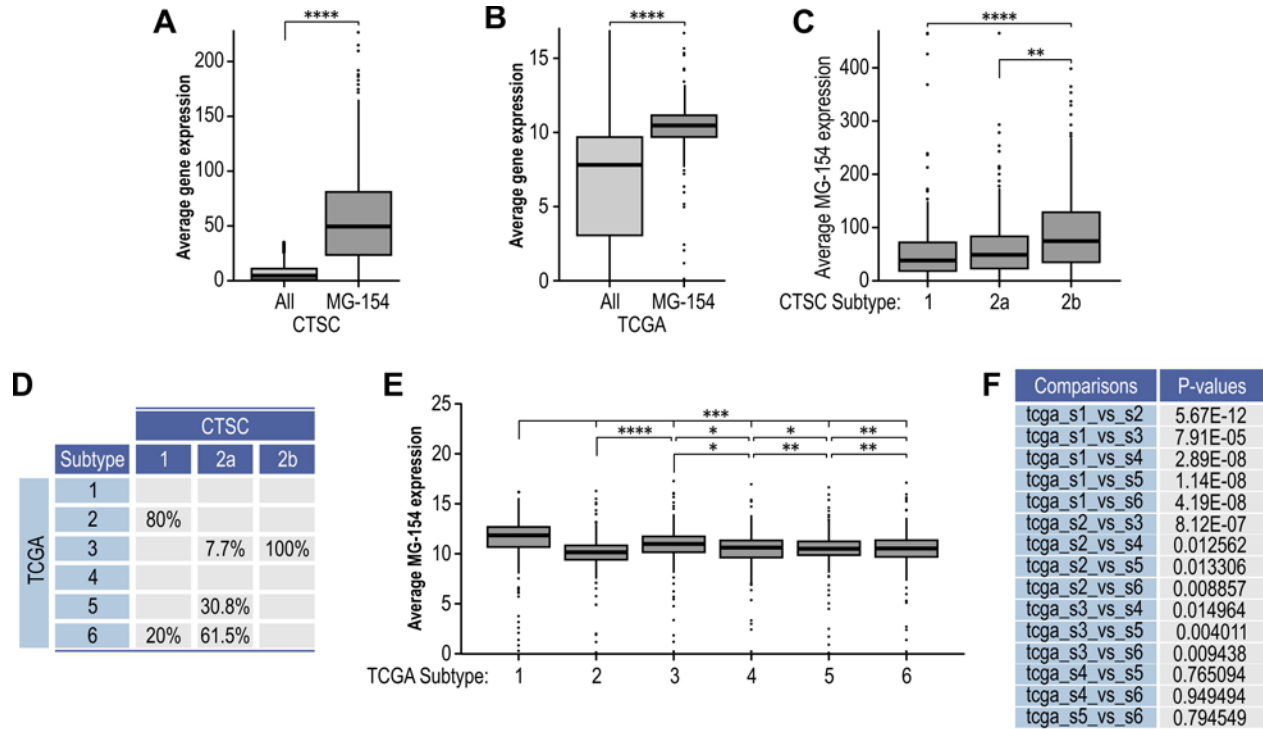 A
****
Average gene expression
200
150
100
50
0
All MG-154
CTSC
B
****
Average gene expression
15
10
5
0
All MG-154
TCGA
C
****
**
Average MG-154 expression
400
300
200
100
0
CTSC Subtype: 1 2a 2b
D
CTSC
Subtype 1 2a 2b
TCGA
1
2 80%
3 7.7% 100%
4
5 30.8%
6 20% 61.5%
E
***
**** * * **
* ** **
Average MG-154 expression
25
20
15
10
5
0
TCGA Subtype: 1 2 3 4 5 6
F
Comparisons P-values
tcga_s1_vs_s2 5.67E-12
tcga_s1_vs_s3 7.91E-05
tcga_s1_vs_s4 2.89E-08
tcga_s1_vs_s5 1.14E-08
tcga_s1_vs_s6 4.19E-08
tcga_s2_vs_s3 8.12E-07
tcga_s2_vs_s4 0.012562
tcga_s2_vs_s5 0.013306
tcga_s2_vs_s6 0.008857
tcga_s3_vs_s4 0.014964
tcga_s3_vs_s5 0.004011
tcga_s3_vs_s6 0.009438
tcga_s4_vs_s5 0.765094
tcga_s4_vs_s6 0.949494
tcga_s5_vs_s6 0.794549